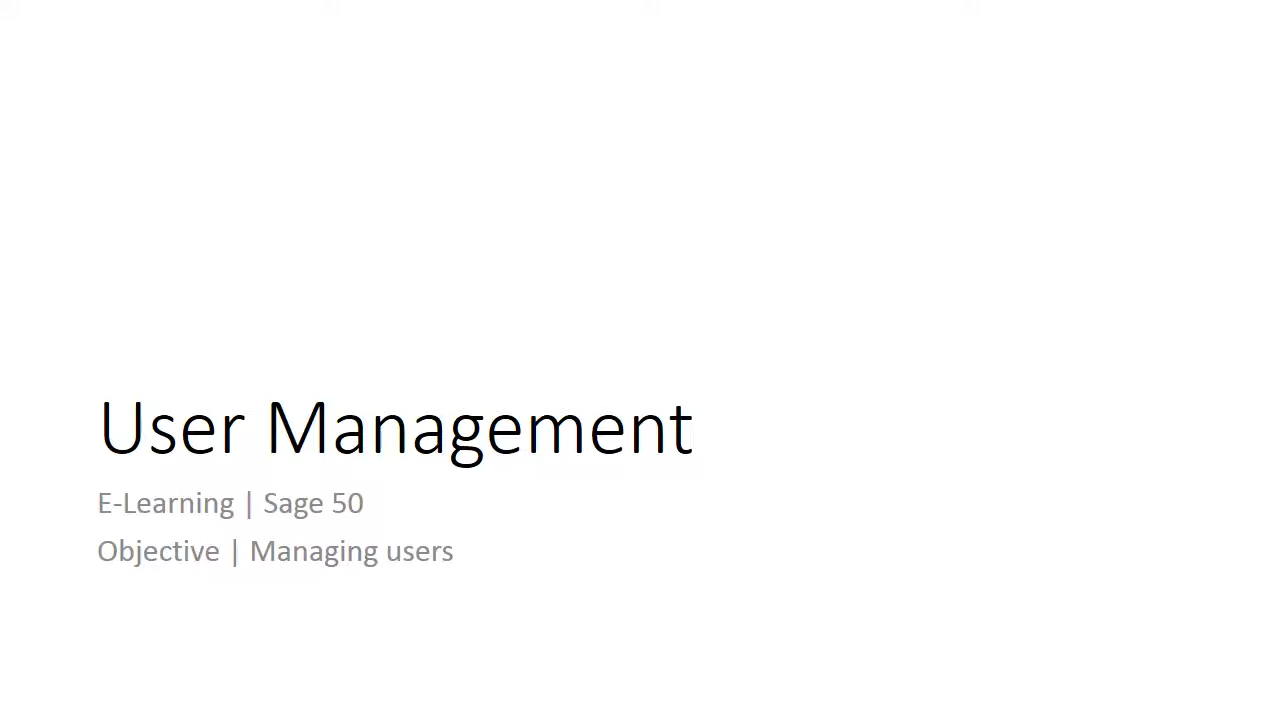 User Management
E-Learning | Sage 50
Objective | Managing users